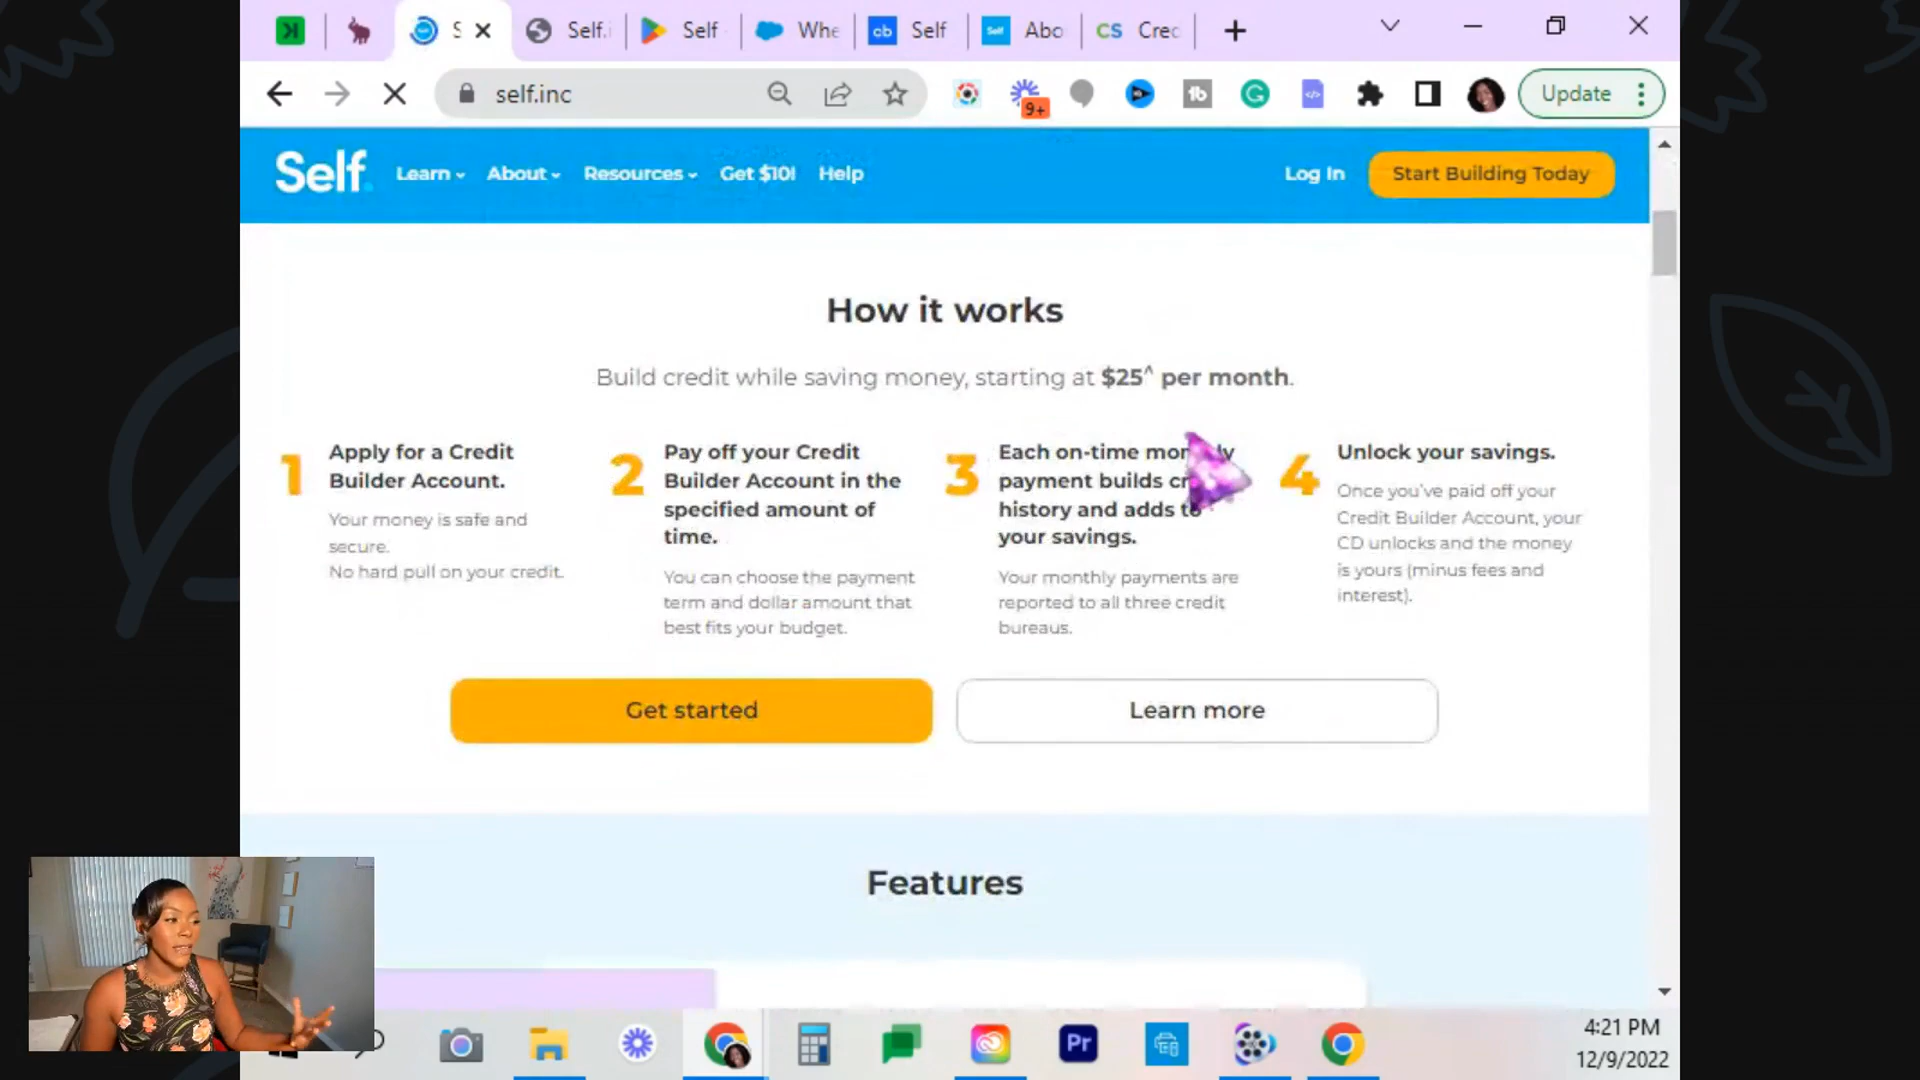 Self.i
Self
Whe
cb
Self
Self
Abo
CS
Crec
self.inc
9+
tb
Update
Self.
Learn
About
Resources
Get $10!
Help
Log In
Start Building Today
How it works
Build credit while saving money, starting at $25^ per month.
1
Apply for a Credit
Builder Account.
Your money is safe and
secure.
No hard pull on your credit.
2
Pay off your Credit
Builder Account in the
specified amount of
time.
You can choose the payment
term and dollar amount that
best fits your budget.
3
Each on-time mon y
payment builds cr
history and adds to
your savings.
Your monthly payments are
reported to all three credit
bureaus.
4
Unlock your savings.
Once you've paid off your
Credit Builder Account, your
CD unlocks and the money
is yours (minus fees and
interest).
Get started
Learn more
Features
Pr
4:21 PM
12/9/2022